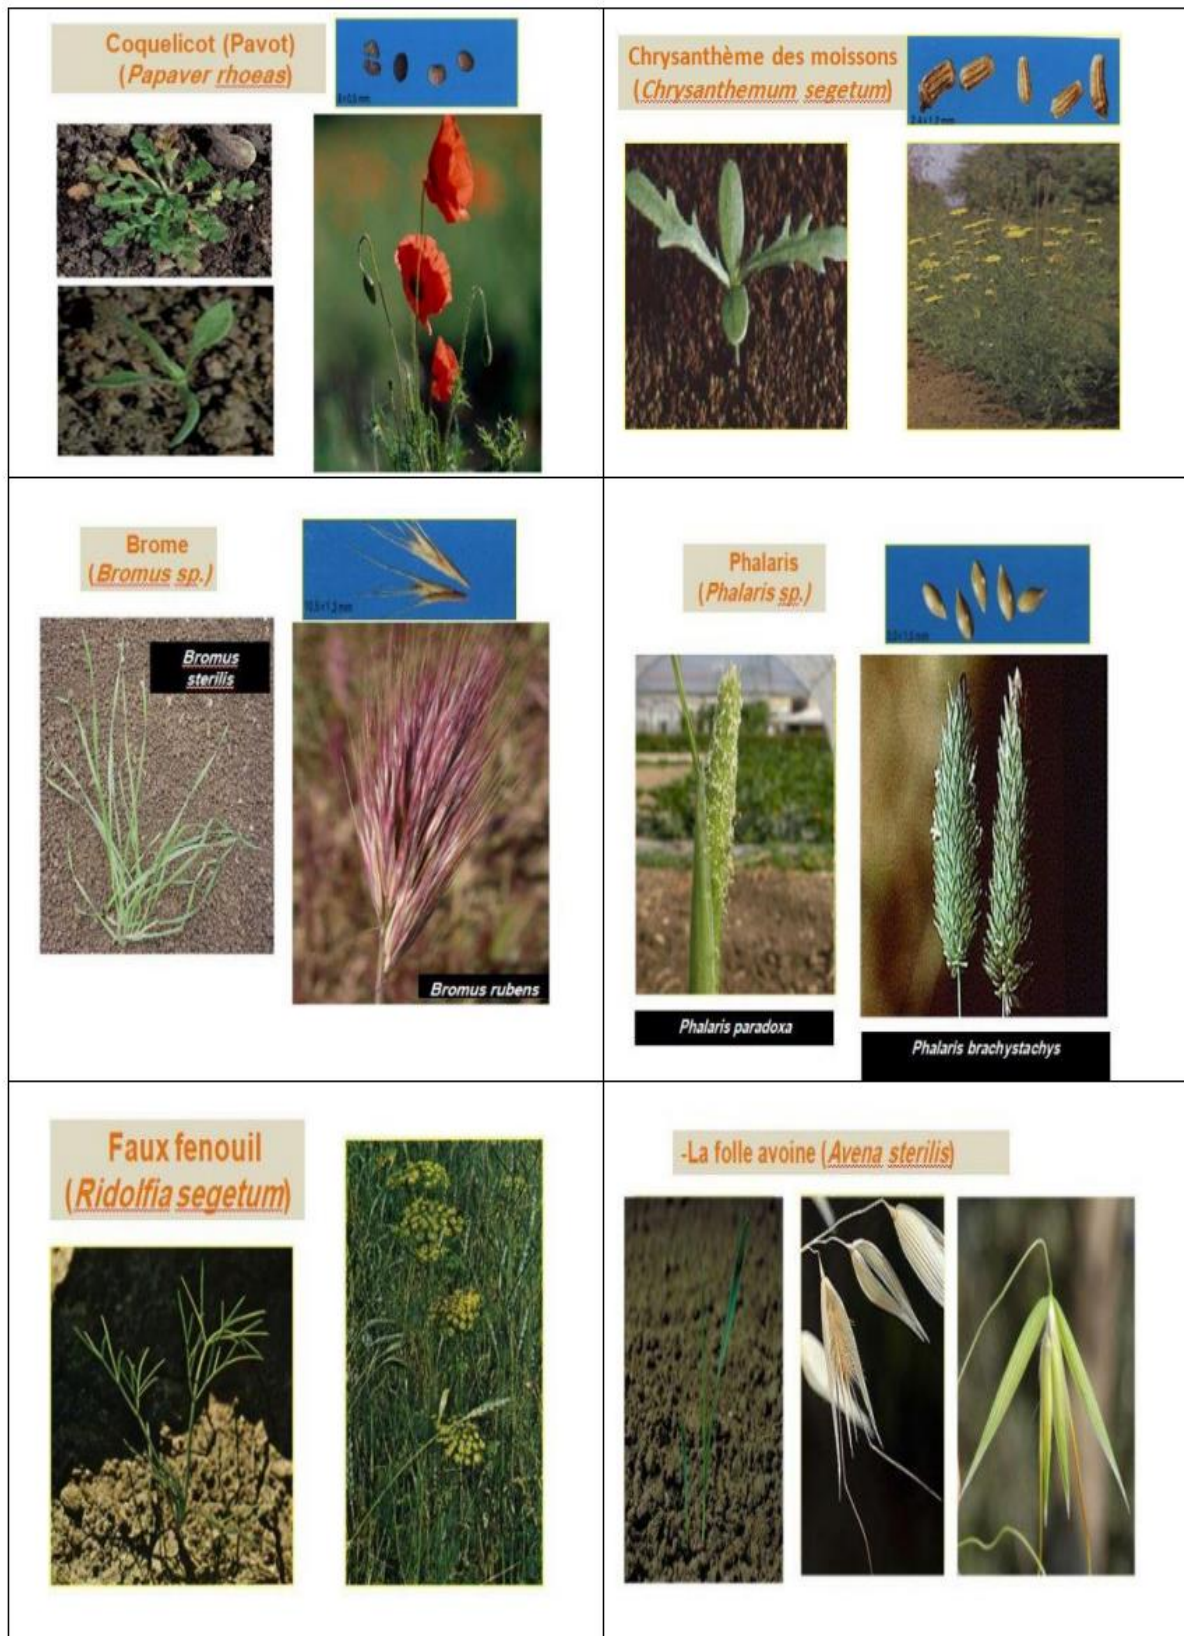 Coquelicot (Pavot)
(Papaver rhoeas)
Chrysanthème des moissons
(Chrysanthemum segetum)
Brome
(Bromus sp.)
Bromus
sterilis
Bromus rubens
Phalaris
(Phalaris sp.)
Phalaris paradoxa
Phalaris brachystachys
Faux fenouil
(Ridolfia segetum)
-La folle avoine (Avena sterilis)